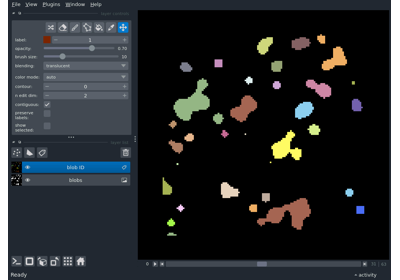 File View Plugins Window Help
label: 1
opacity: 0.70
brush size: 10
blending: translucent
color mode: auto
contour: 0
n edit dim: 2
contiguous:
preserve labels:
show selected:
blob ID
blobs
0
Ready
activity